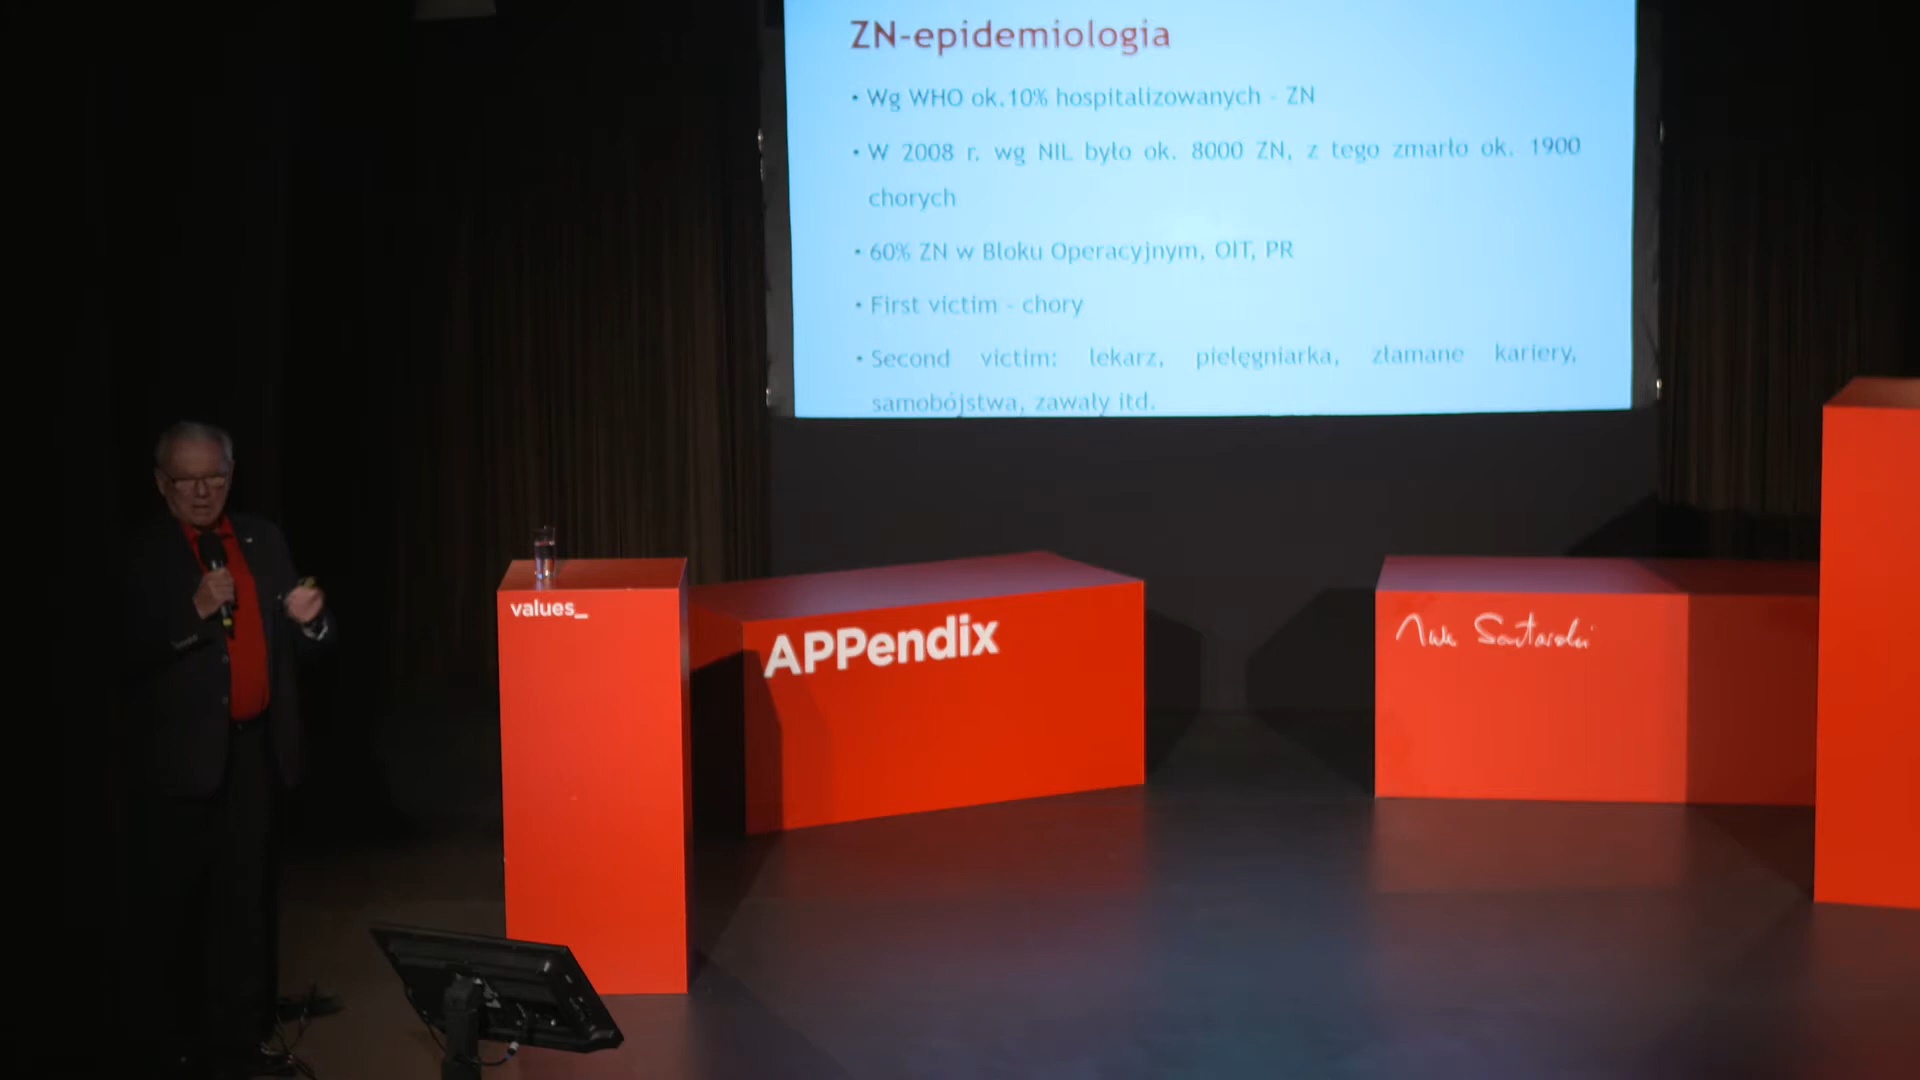 ZN-epidemiologia
• Wg WHO ok.10% hospitalizowanych - ZN
• W 2008 r. wg NIL było ok. 8000 ZN, z tego zmarło ok. 1900
chorych
• 60% ZN w Bloku Operacyjnym, OIT, PR
• First victim - chory
• Second victim: lekarz, pielęgniarka, złamane kariery,
samobójstwa, zawały itd.
values_
APPendix